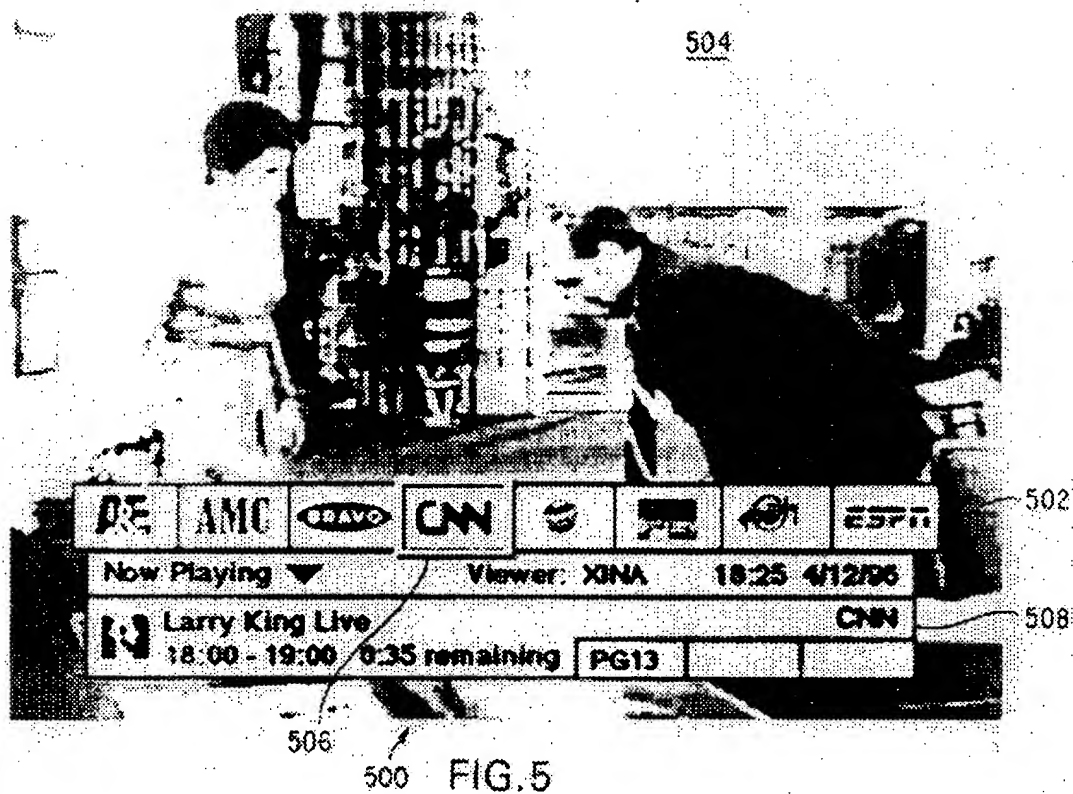 504
A&E AMC BRAVO CNN ESPN
502
Now Playing Viewer: XINA 18:25 4/12/96
Larry King Live CNN
508
18:00 - 19:00 0:35 remaining PG13
506
500 FIG.5